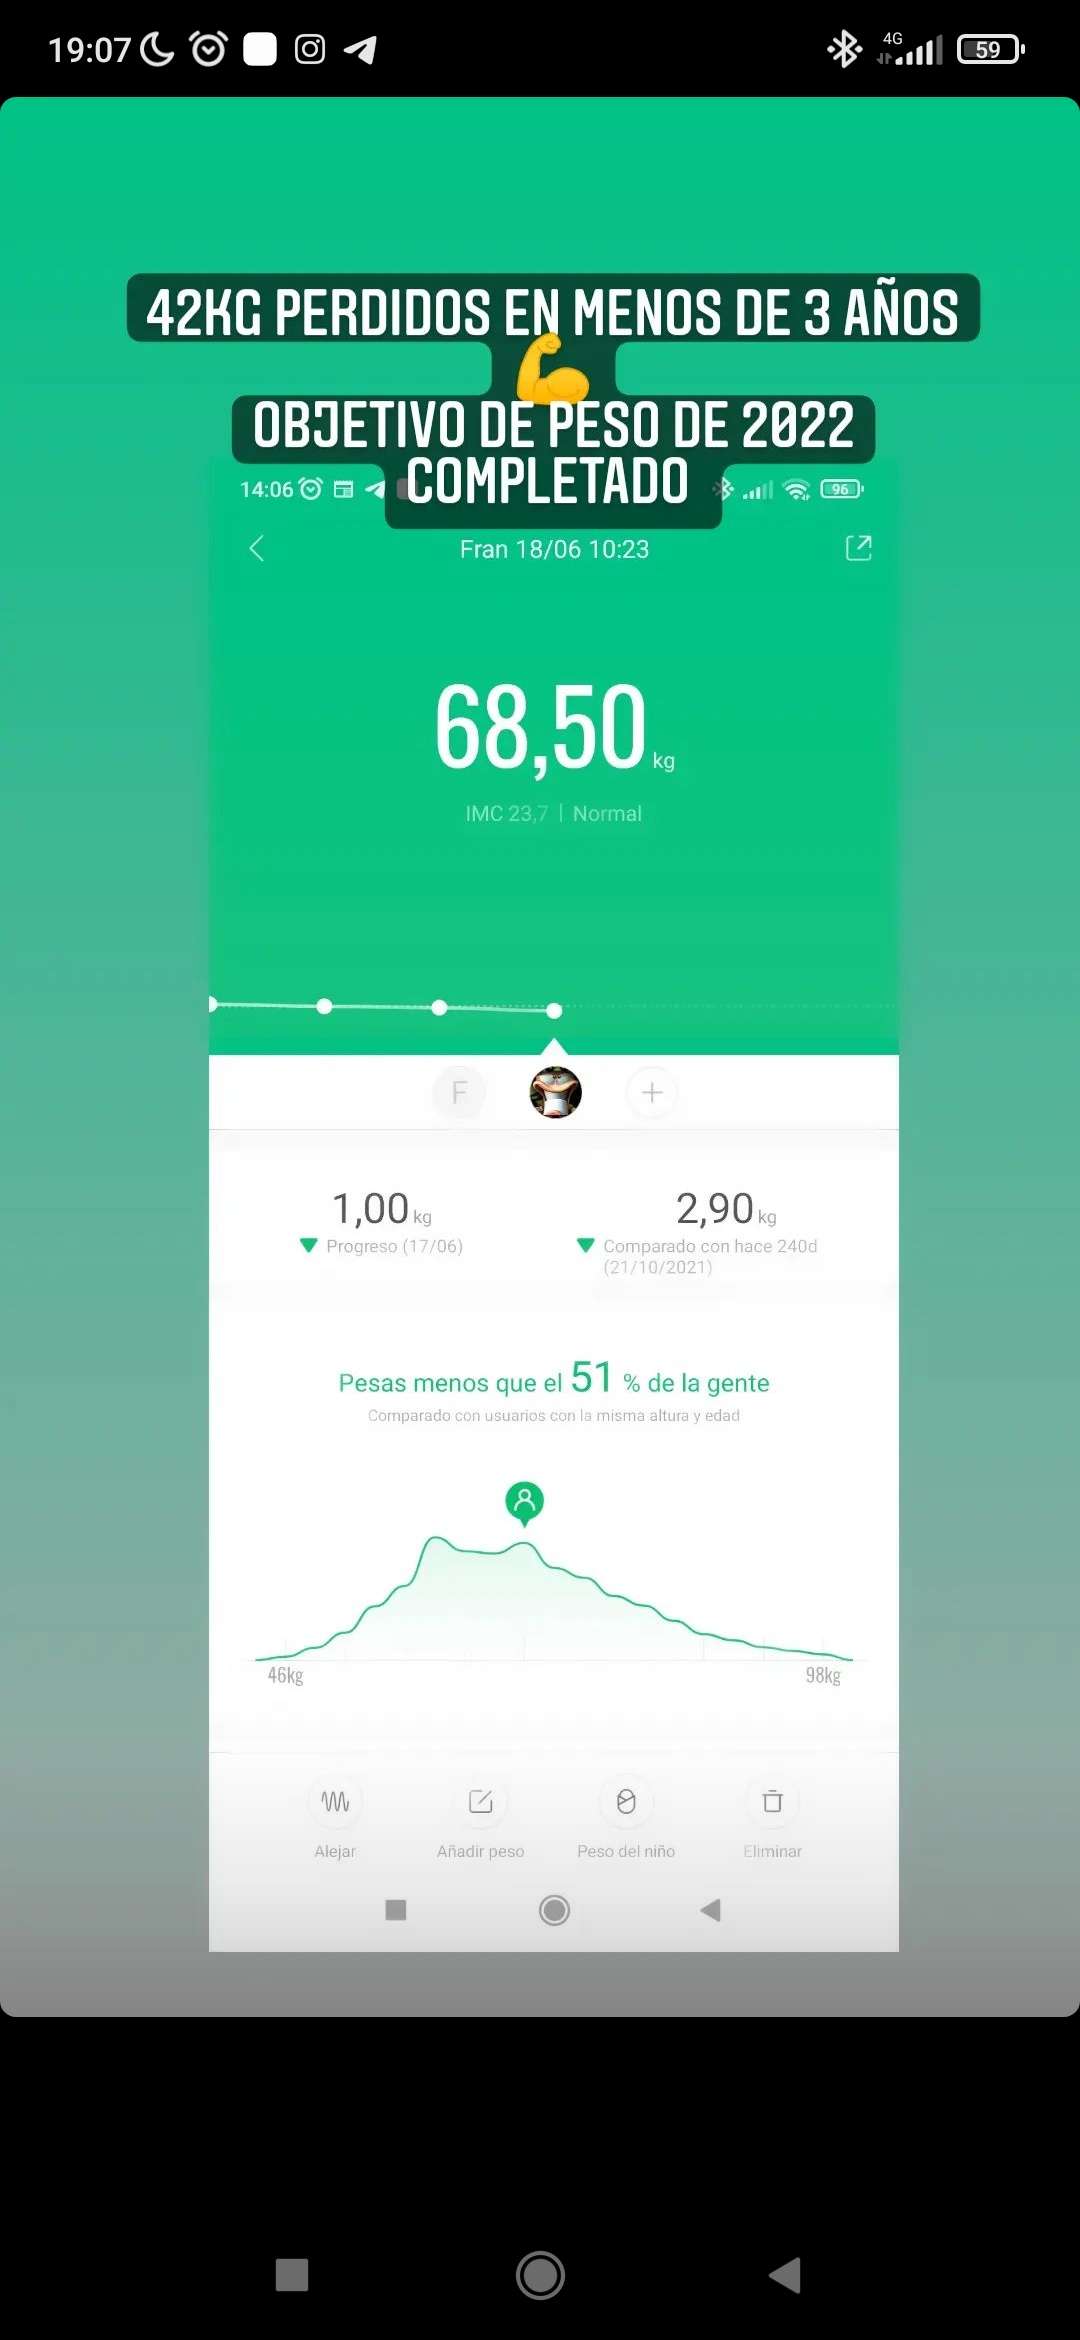 19:07
4G
59
42KG PERDIDOS EN MENOS DE 3 AÑOS
💪
OBJETIVO DE PESO DE 2022
COMPLETADO
14:06
96
Fran 18/06 10:23
68,50 kg
IMC 23,7 | Normal
F
1,00 kg
Progreso (17/06)
2,90 kg
Comparado con hace 240d
(21/10/2021)
Pesas menos que el 51 % de la gente
Comparado con usuarios con la misma altura y edad
46kg
98kg
Alejar
Añadir peso
Peso del niño
Eliminar